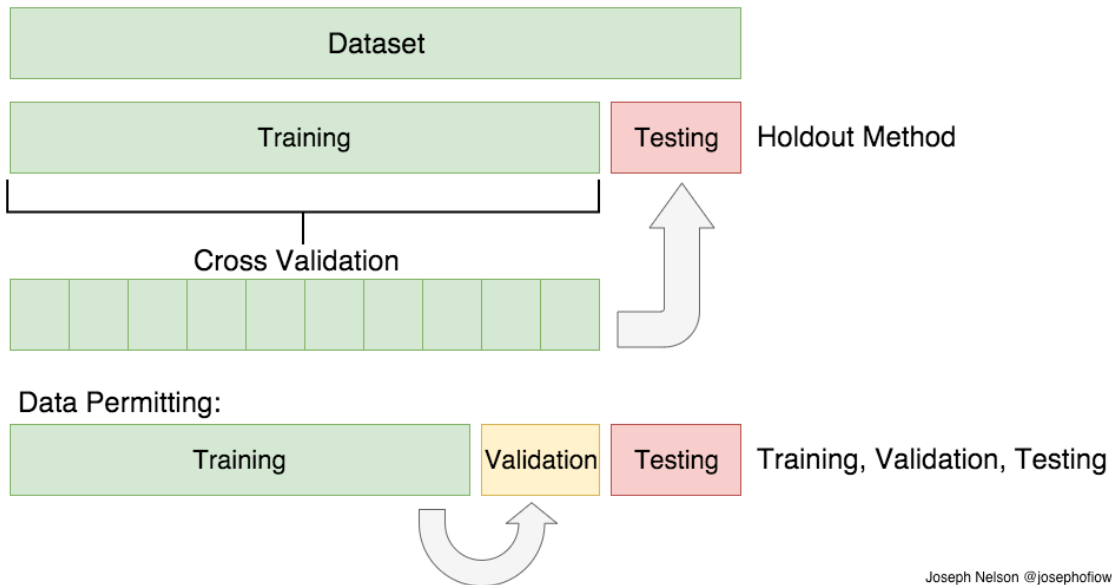 Dataset
Training
Testing
Holdout Method
Cross Validation
Data Permitting:
Training
Validation
Testing
Training, Validation, Testing
Joseph Nelson @josephofiow